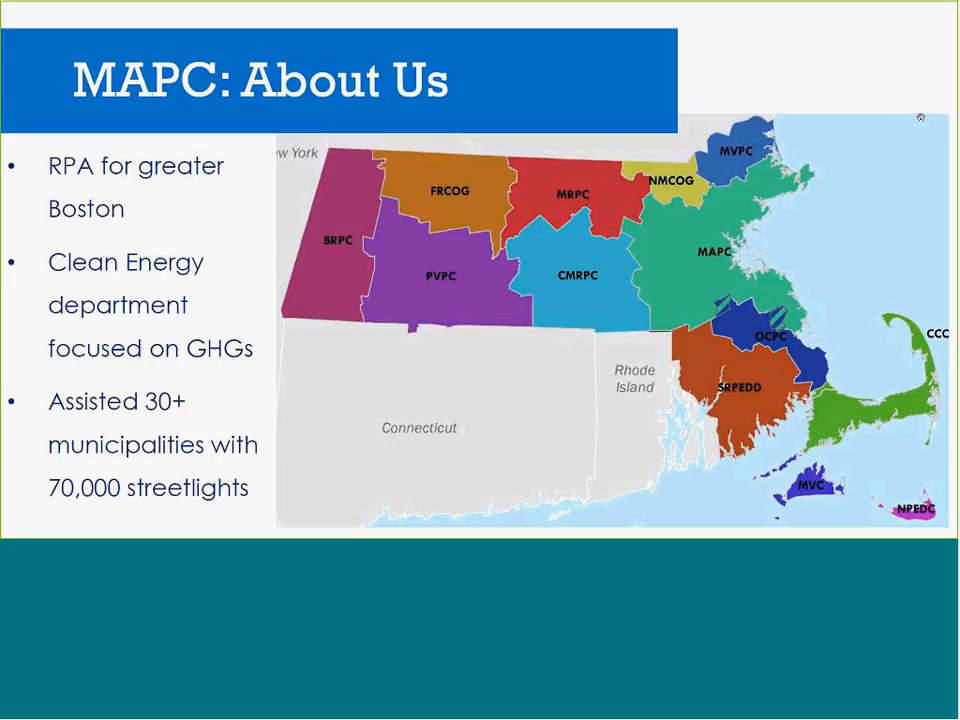 MAPC: About Us
• RPA for greater
Boston
• Clean Energy
department
focused on GHGs
• Assisted 30+
municipalities with
70,000 streetlights
ew York
MVPC
NMCOG
FRCOG
MRPC
BRPC
MAPC
PVPC
CMRPC
OCPC
CCC
Rhode
Island
SRPEDD
Connecticut
MVC
NPEDC